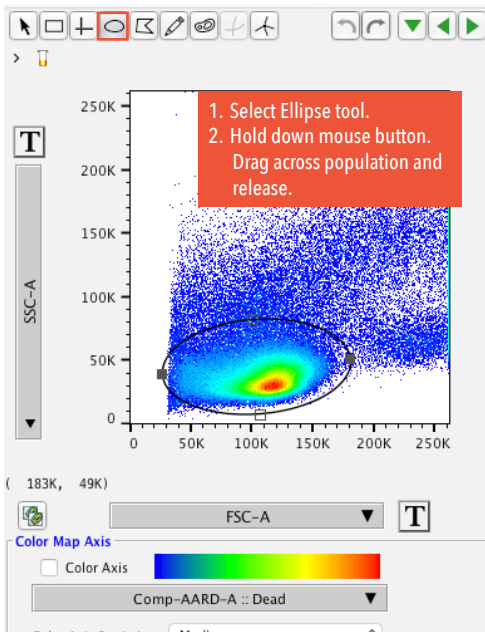 1. Select Ellipse tool.
2. Hold down mouse button.
Drag across population and
release.
T
250K
200K
150K
100K
50K
0
SSC-A
0 50K 100K 150K 200K 250K
( 183K, 49K)
FSC-A
T
Color Map Axis
Color Axis
Comp-AARD-A :: Dead